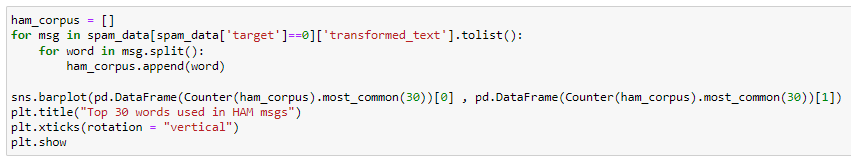 ham_corpus = []
for msg in spam_data[spam_data['target']==0]['transformed_text'].tolist():
    for word in msg.split():
        ham_corpus.append(word)

sns.barplot(pd.DataFrame(Counter(ham_corpus).most_common(30))[0] , pd.DataFrame(Counter(ham_corpus).most_common(30))[1])
plt.title("Top 30 words used in HAM msgs")
plt.xticks(rotation = "vertical")
plt.show